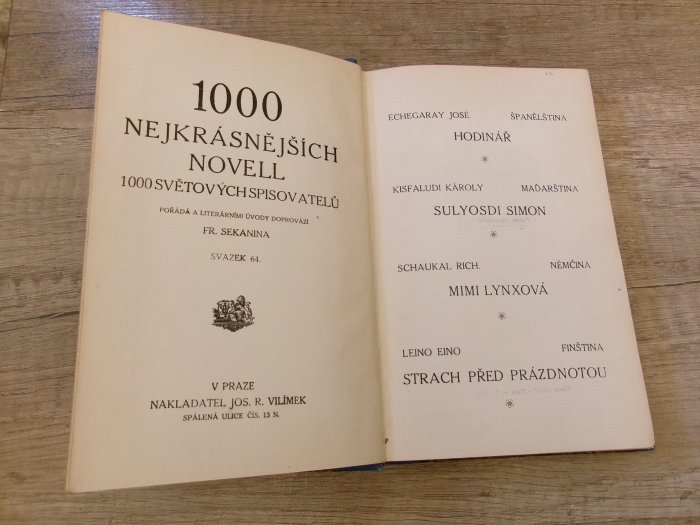 1000
NEJKRÁSNĚJŠÍCH
NOVELL
1000 SVĚTOVÝCH SPISOVATELŮ
POŘÁDÁ A LITERÁRNÍMI ÚVODY DOPROVÁZÍ
FR. SEKANINA
SVAZEK 64.
V PRAZE
NAKLADATEL JOS. R. VILÍMEK
SPÁLENÁ ULICE ČÍS. 13 N.
ECHEGARAY JOSÉ ŠPANĚLŠTINA
HODINÁŘ
KISFALUDI KÁROLY MAĎARŠTINA
SULYOSDI SIMON
SCHAUKAL RICH. NĚMČINA
MIMI LYNXOVÁ
LEINO EINO FINŠTINA
STRACH PŘED PRÁZDNOTOU